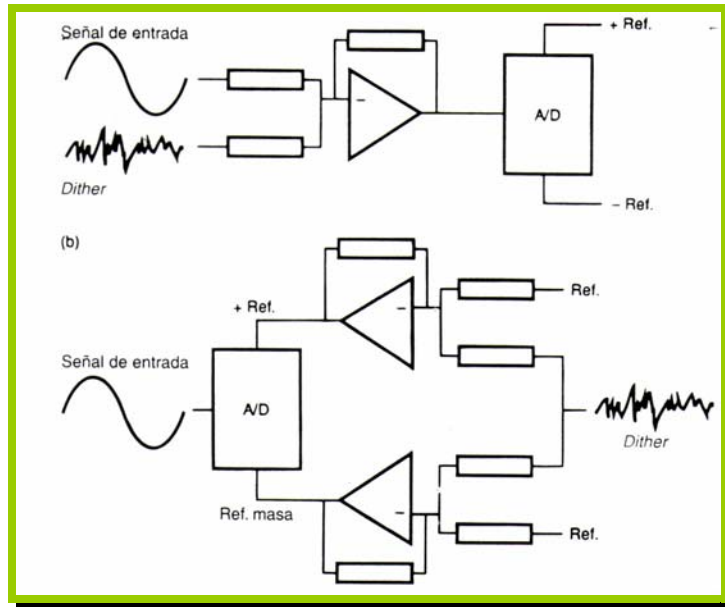 Señal de entrada
+ Ref.
–
A/D
– Ref.
Dither
(b)
–
Ref.
+ Ref.
Señal de entrada
A/D
Dither
Ref. masa
–
Ref.